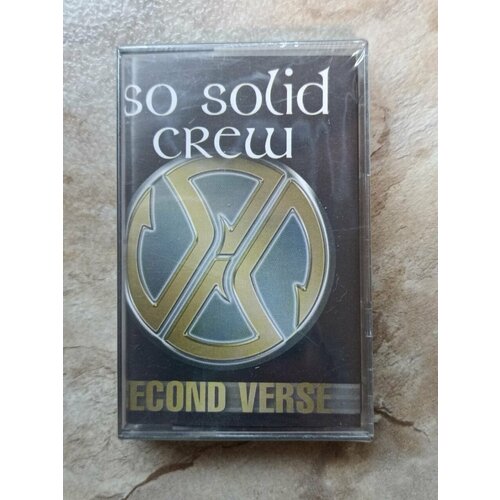 so solid
crew
ECOND VERSE